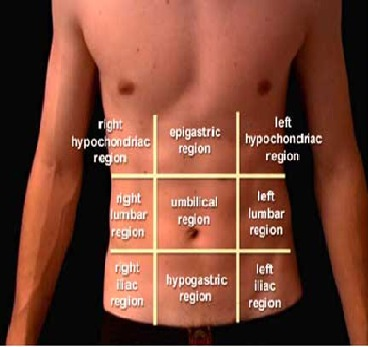 right
hypochondriac
region
epigastric
region
left
hypochondriac
region
right
lumbar
region
umbilical
region
left
lumbar
region
right
iliac
region
hypogastric
region
left
iliac
region